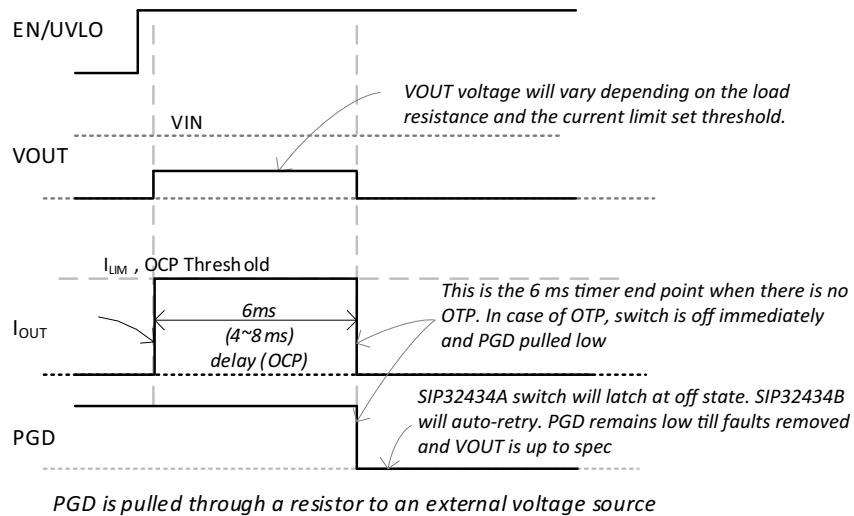 EN/UVLO
VOUT voltage will vary depending on the load
resistance and the current limit set threshold.
VIN
VOUT
ILIM , OCP Threshold
This is the 6 ms timer end point when there is no
OTP. In case of OTP, switch is off immediately
and PGD pulled low
6ms
(4~8 ms)
delay (OCP)
IOUT
SIP32434A switch will latch at off state. SIP32434B
will auto-retry. PGD remains low till faults removed
and VOUT is up to spec
PGD
PGD is pulled through a resistor to an external voltage source